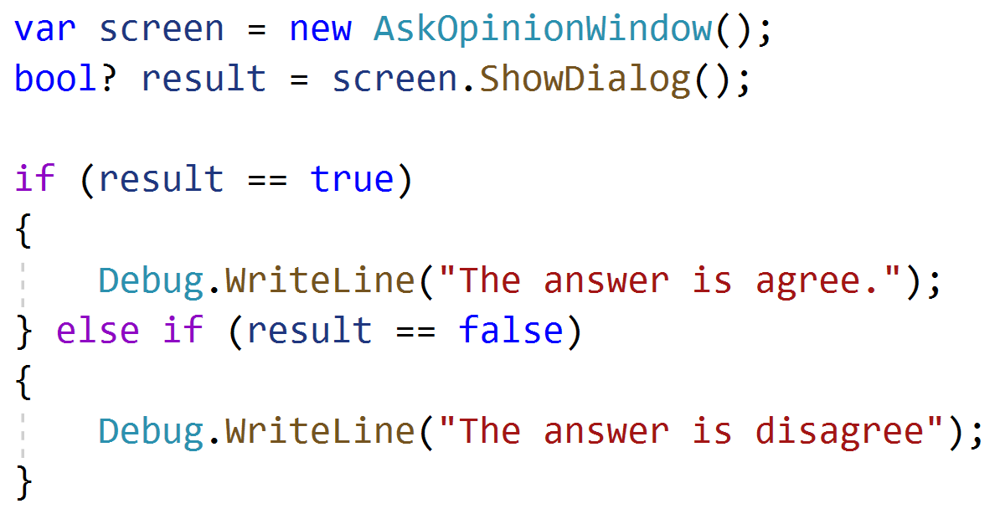 var screen = new AskOpinionWindow();
bool? result = screen.ShowDialog();

if (result == true)
{
    Debug.WriteLine("The answer is agree.");
} else if (result == false)
{
    Debug.WriteLine("The answer is disagree");
}